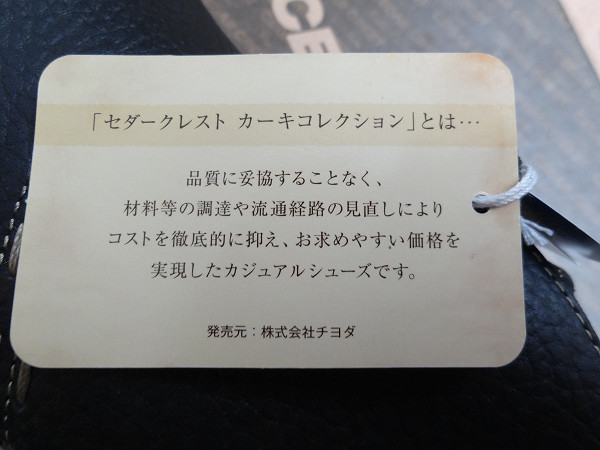 CE
「セダークレスト カーキコレクション」とは…
品質に妥協することなく、
材料等の調達や流通経路の見直しにより
コストを徹底的に抑え、お求めやすい価格を
実現したカジュアルシューズです。
発売元：株式会社チヨダ